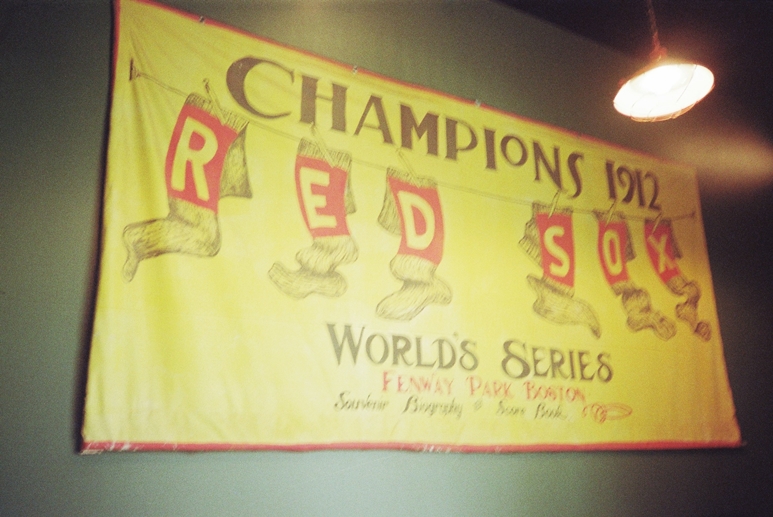 CHAMPIONS 1912
RED SOX
WORLD'S SERIES
FENWAY PARK BOSTON
Souvenir Biography & Score Book